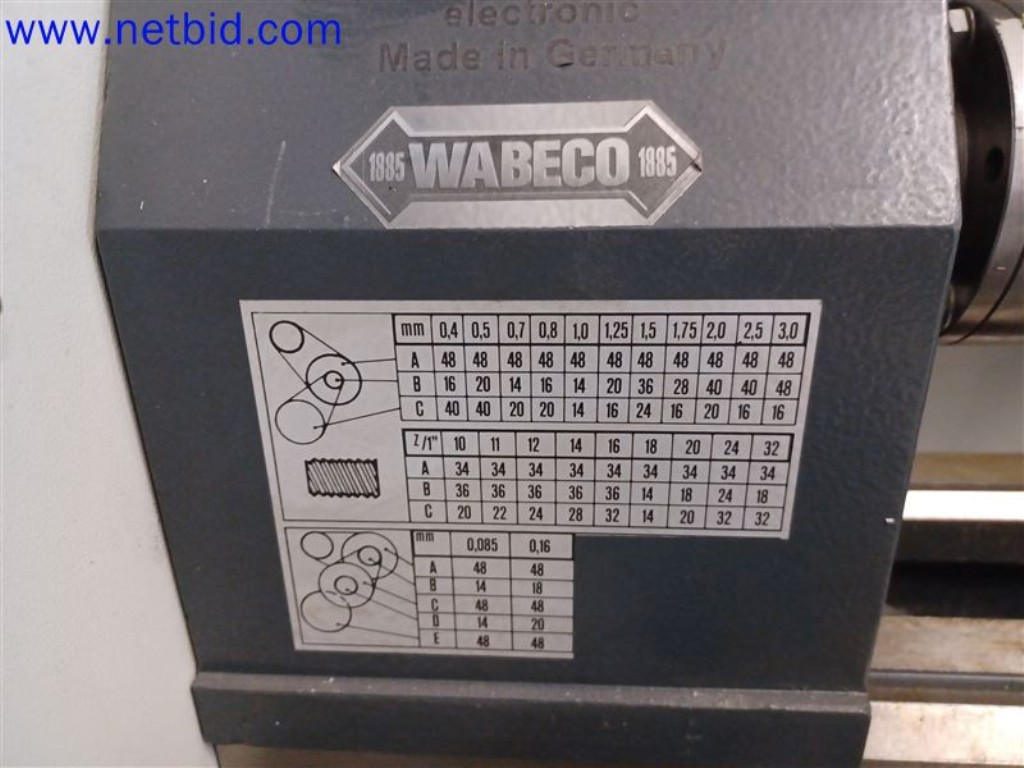 www.netbid.com
electronic
Made in Germany
1885 WABECO 1885
mm 0,4 0,5 0,7 0,8 1,0 1,25 1,5 1,75 2,0 2,5 3,0
A 48 48 48 48 48 48 48 48 48 48 48
B 16 20 14 16 14 20 36 28 40 40 48
C 40 40 20 20 14 16 24 16 20 16 16
z/1" 10 11 12 14 16 18 20 24 32
A 34 34 34 34 34 34 34 34 34
B 36 36 36 36 36 14 18 24 18
C 20 22 24 28 32 14 20 32 32
mm 0,085 0,16
A 48 48
B 14 18
C 48 48
D 14 20
E 48 48